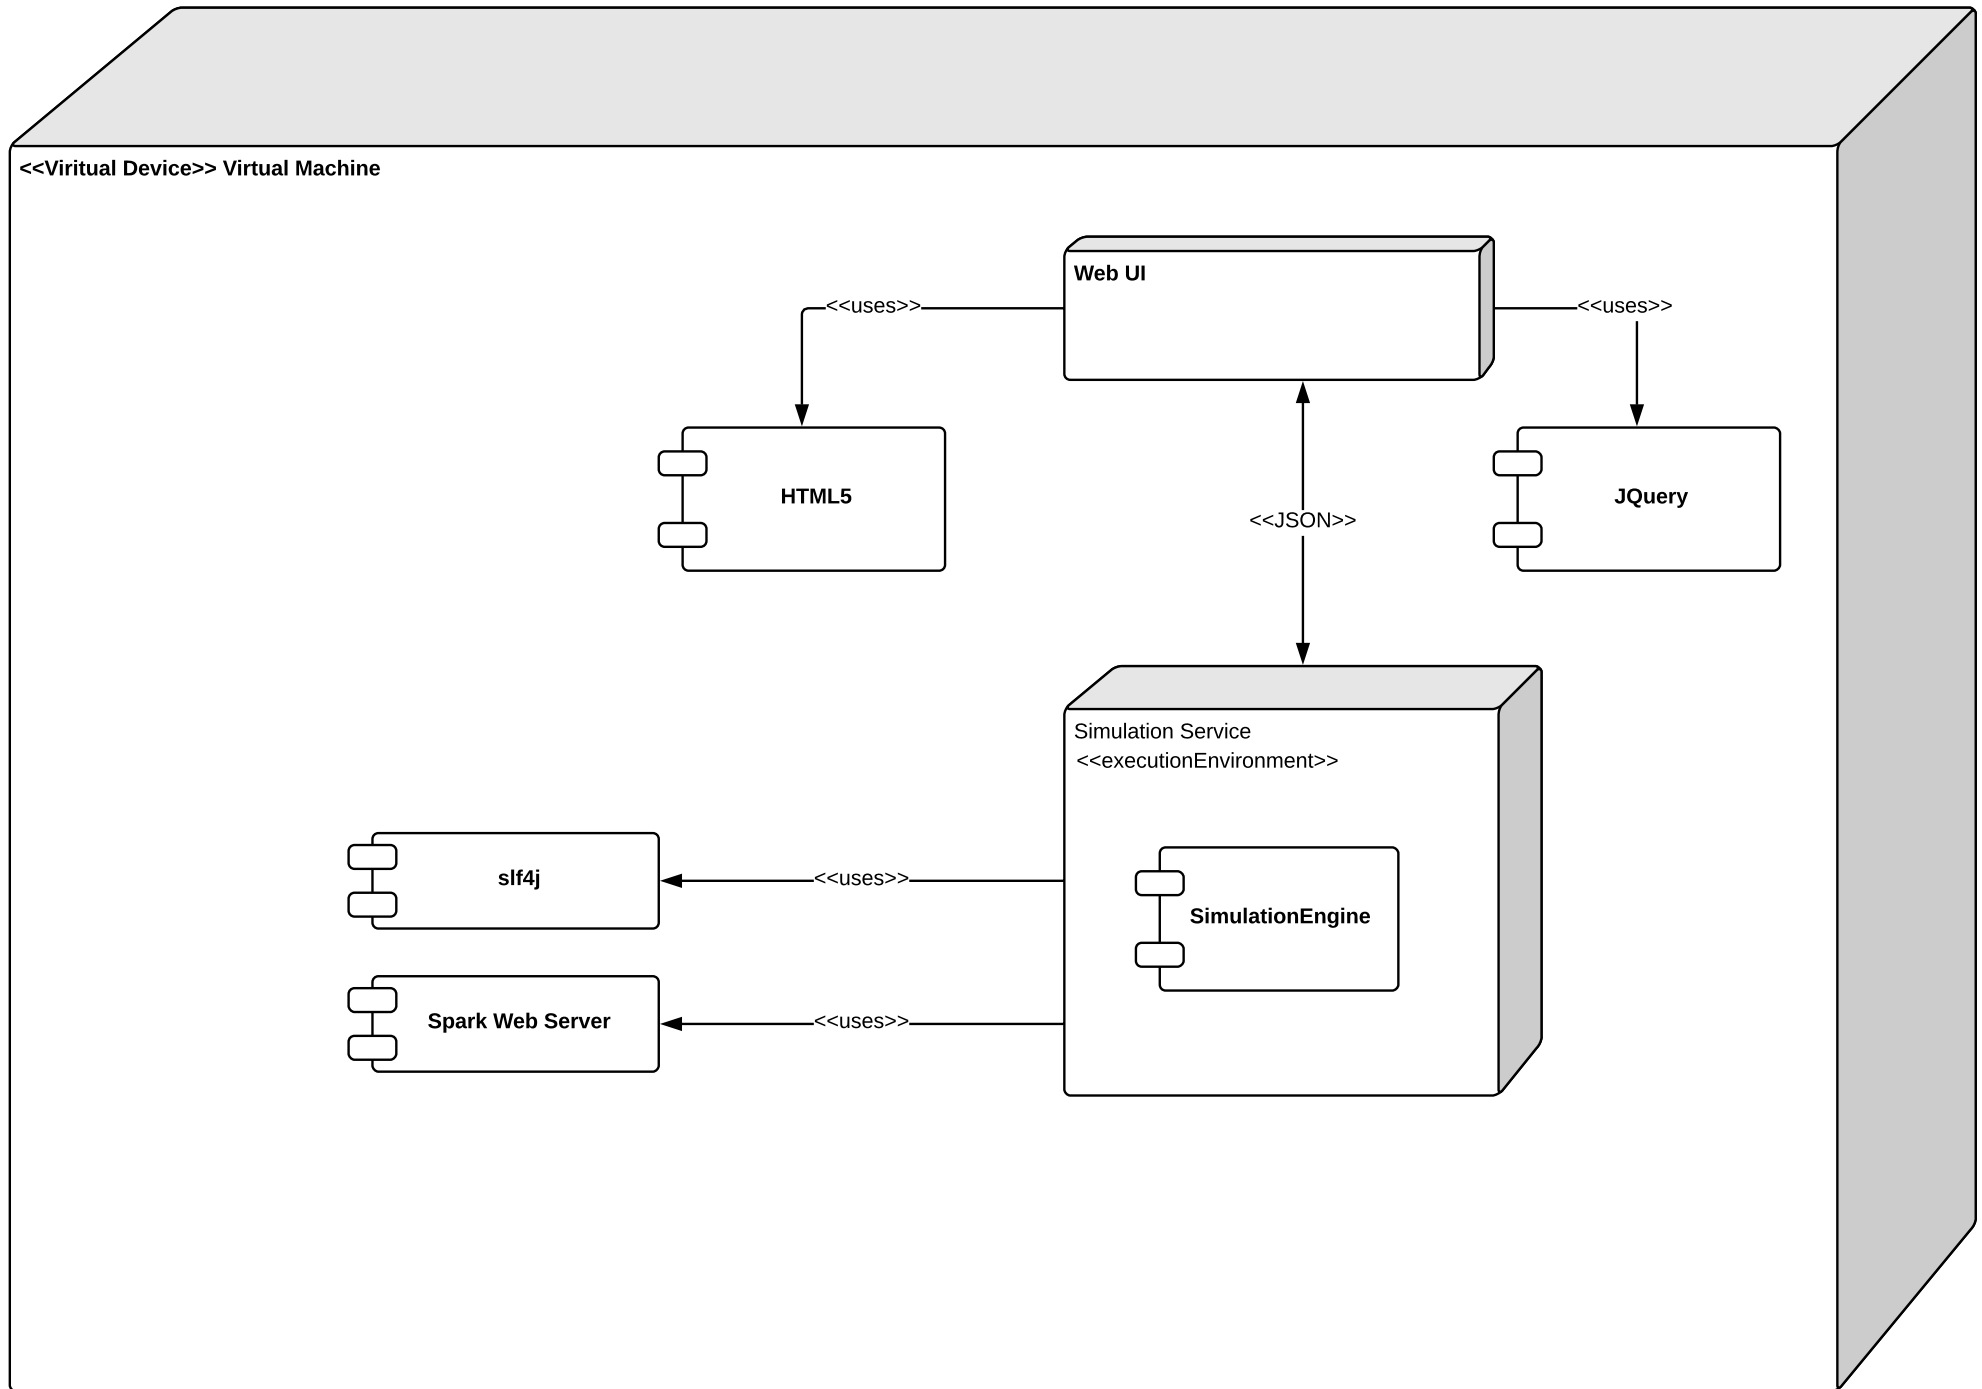 <<Viritual Device>> Virtual Machine
Web UI
<<uses>>
<<uses>>
HTML5
JQuery
<<JSON>>
Simulation Service
<<executionEnvironment>>
slf4j
<<uses>>
SimulationEngine
Spark Web Server
<<uses>>